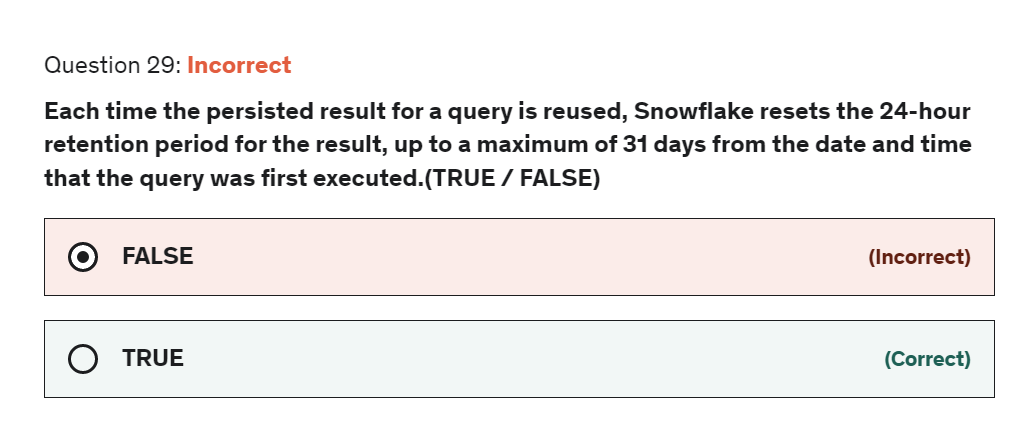 Question 29: Incorrect
Each time the persisted result for a query is reused, Snowflake resets the 24-hour
retention period for the result, up to a maximum of 31 days from the date and time
that the query was first executed.(TRUE / FALSE)
FALSE (Incorrect)
TRUE (Correct)